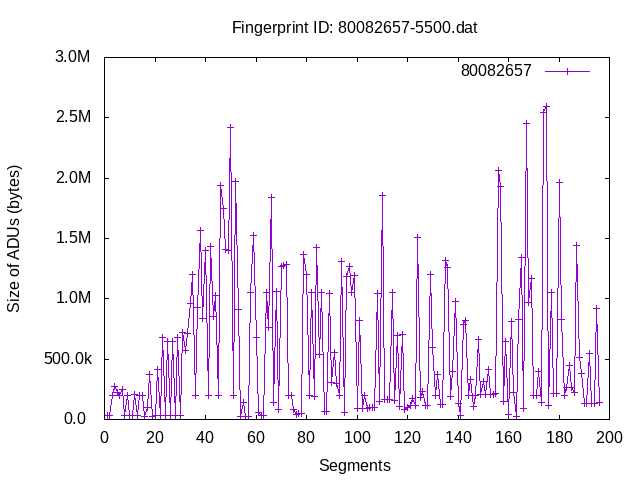 Fingerprint ID: 80082657-5500.dat
80082657
3.0M
2.5M
2.0M
1.5M
1.0M
500.0k
0.0
Size of ADUs (bytes)
0 20 40 60 80 100 120 140 160 180 200
Segments